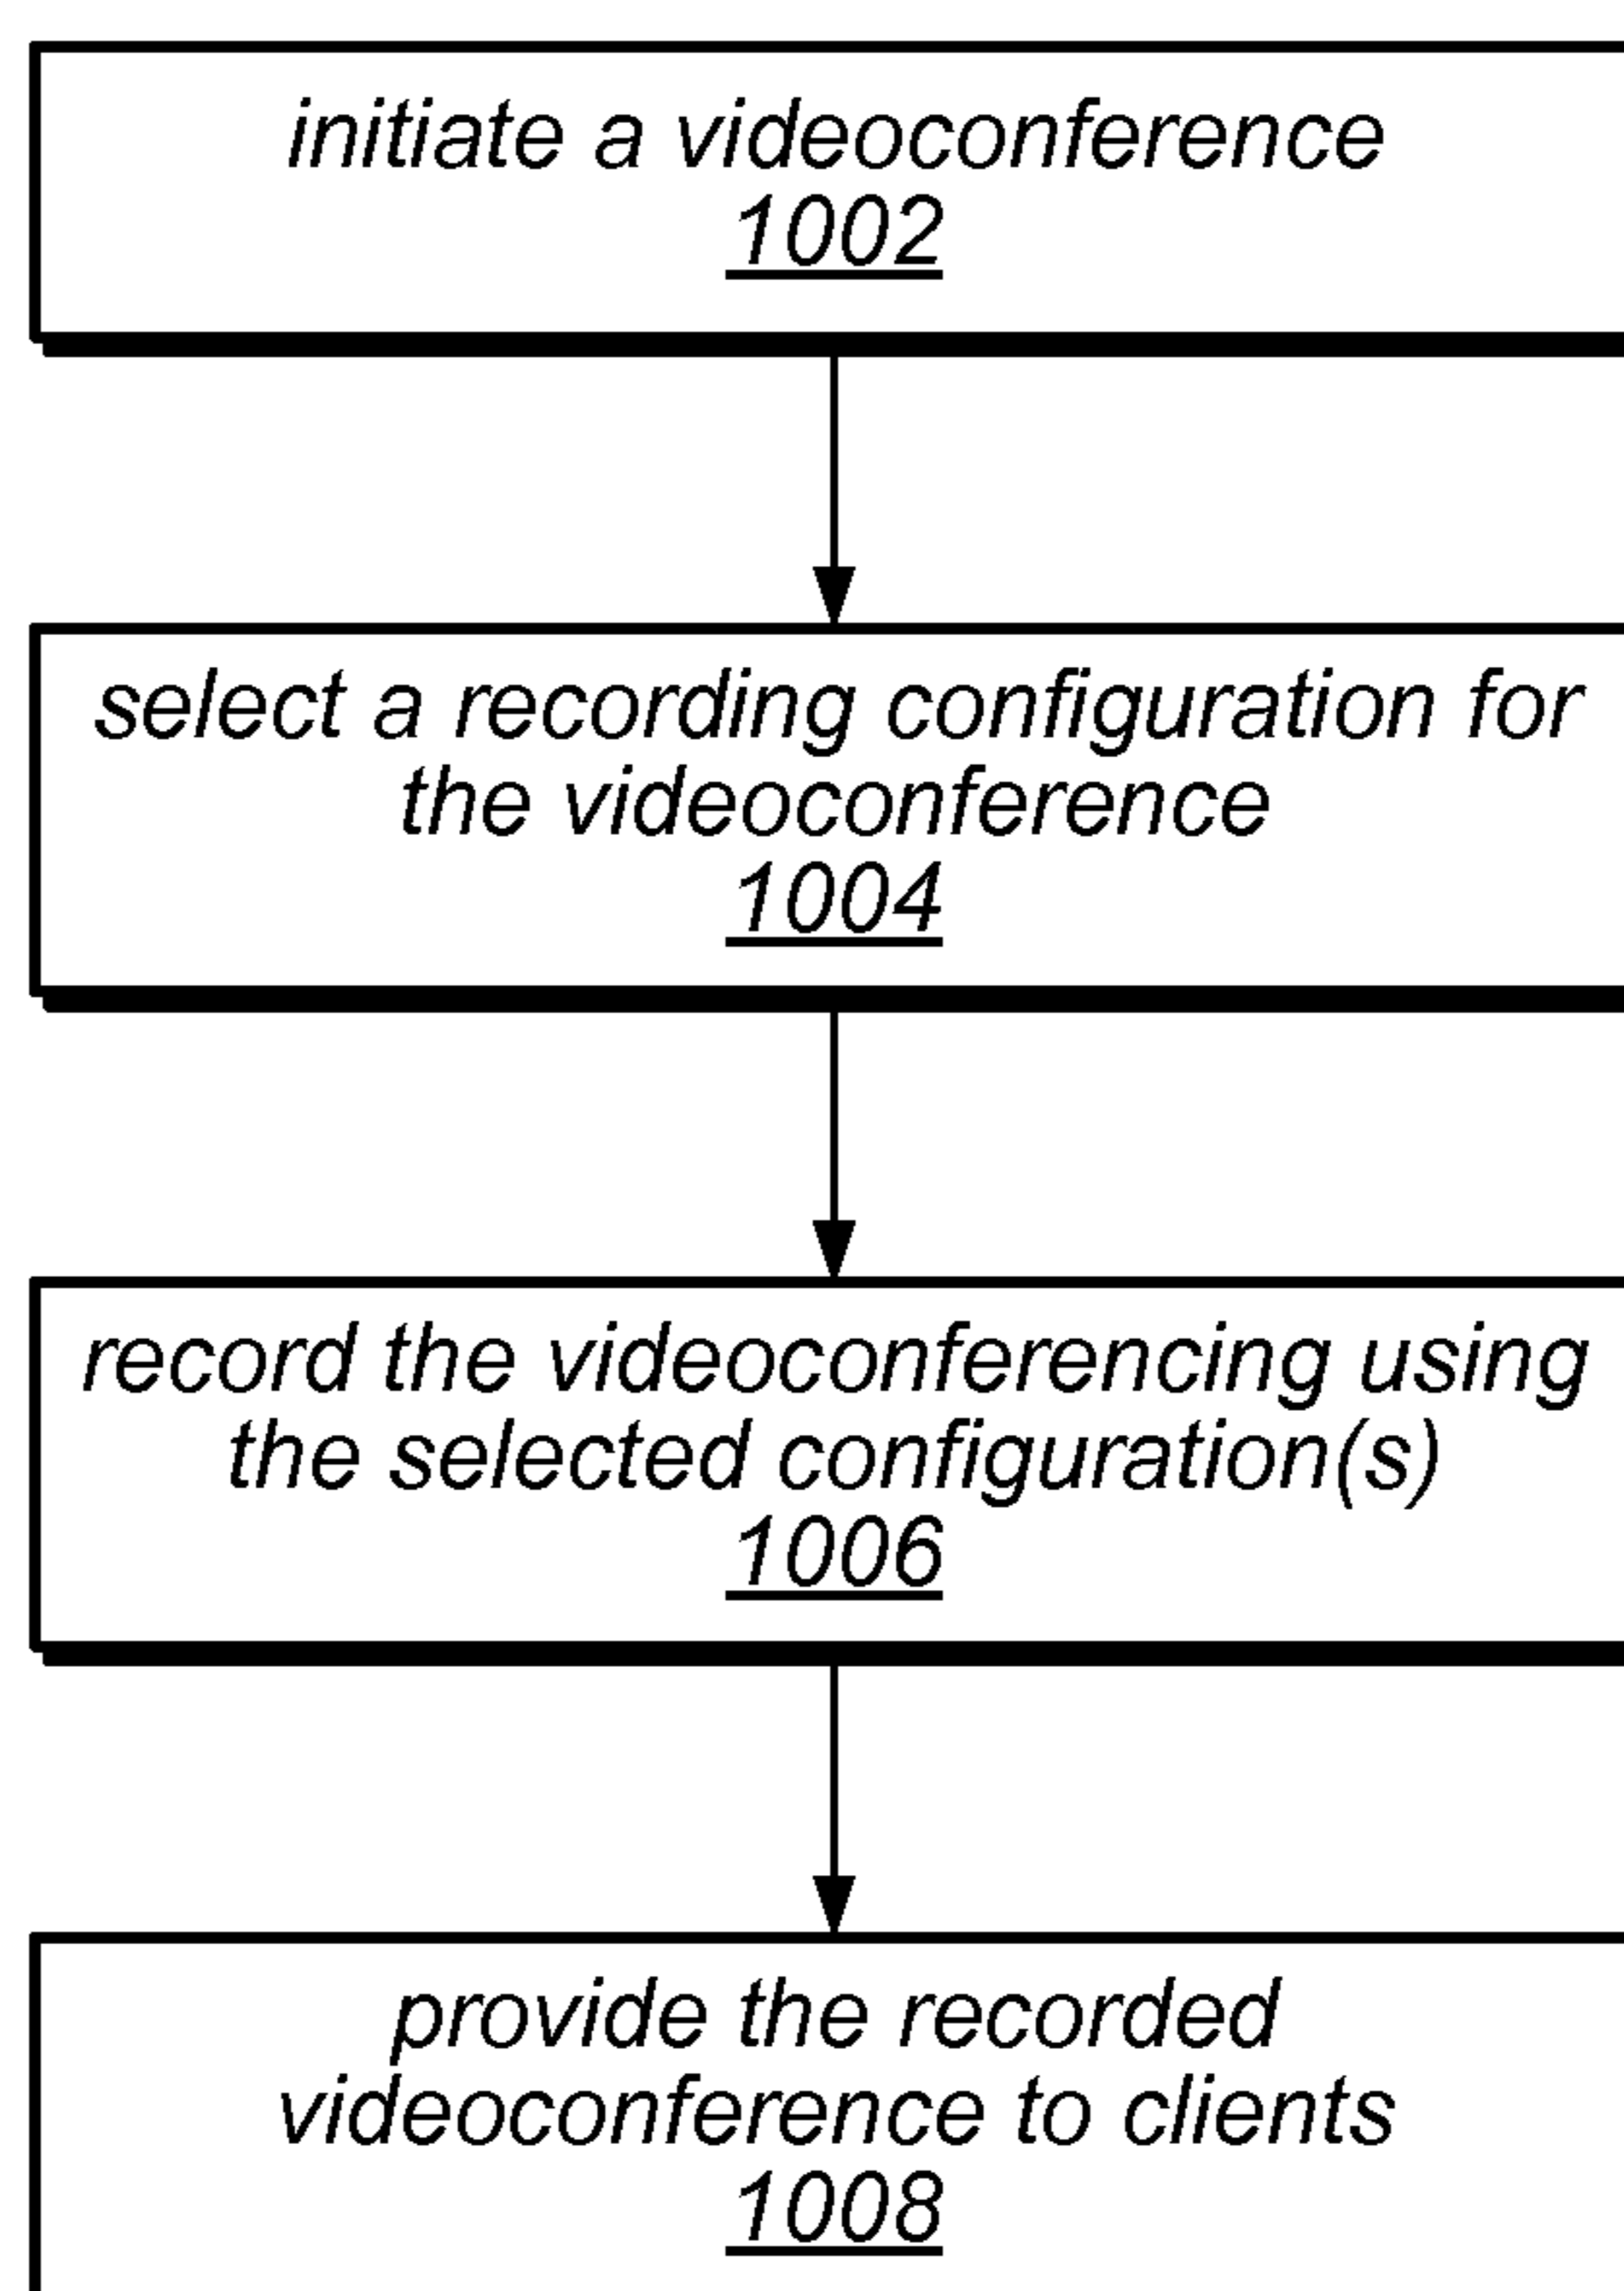 initiate a videoconference
1002
select a recording configuration for
the videoconference
1004
record the videoconferencing using
the selected configuration(s)
1006
provide the recorded
videoconference to clients
1008